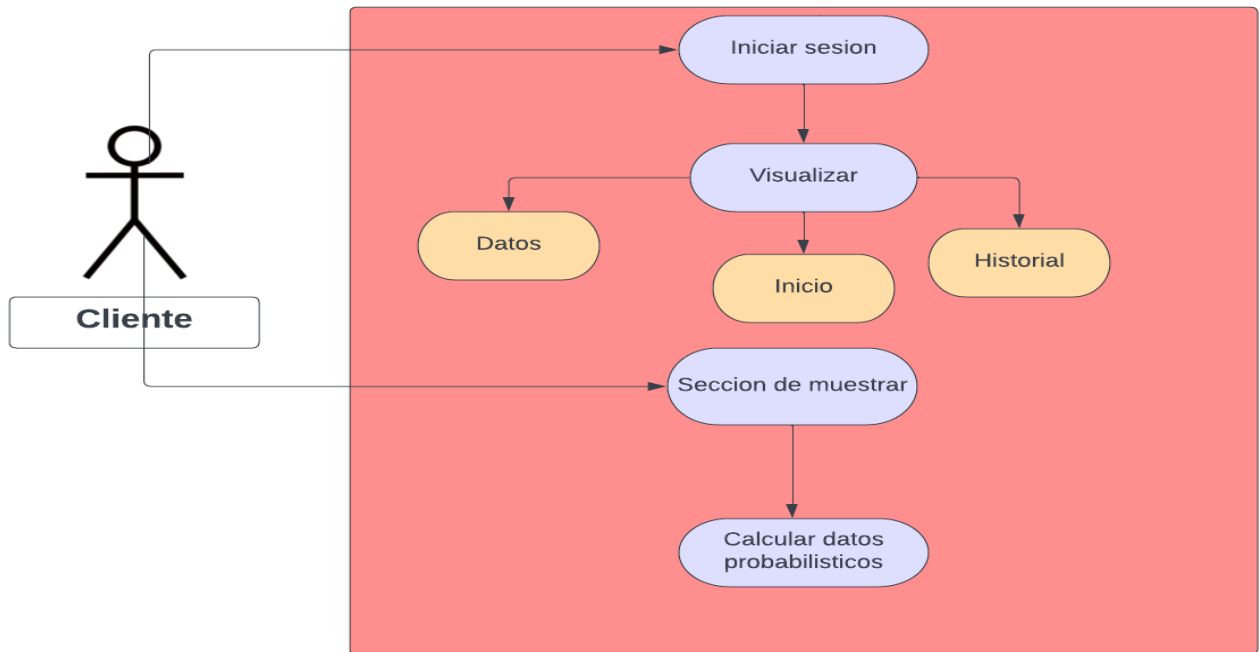 Iniciar sesion
Visualizar
Datos
Inicio
Historial
Cliente
Seccion de muestrar
Calcular datos
probabilisticos